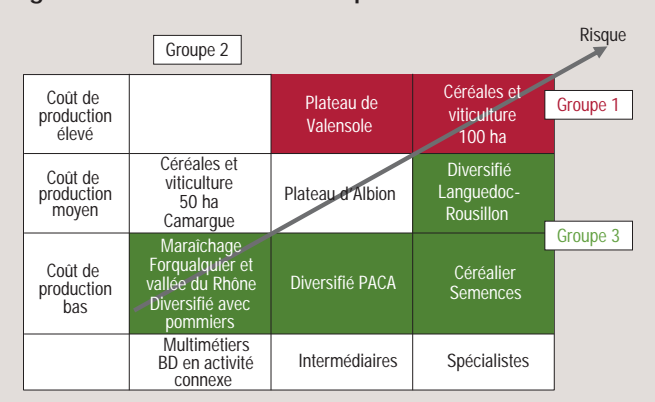 Risque
Groupe 2
Coût de
production
élevé
Plateau de
Valensole
Céréales et
viticulture
100 ha
Groupe 1
Coût de
production
moyen
Céréales et
viticulture
50 ha
Camargue
Plateau d'Albion
Diversifié
Languedoc-
Rousillon
Groupe 3
Coût de
production
bas
Maraîchage
Forqualquier et
vallée du Rhône
Diversifié avec
pommiers
Diversifié PACA
Céréalier
Semences
Multimétiers
BD en activité
connexe
Intermédiaires
Spécialistes